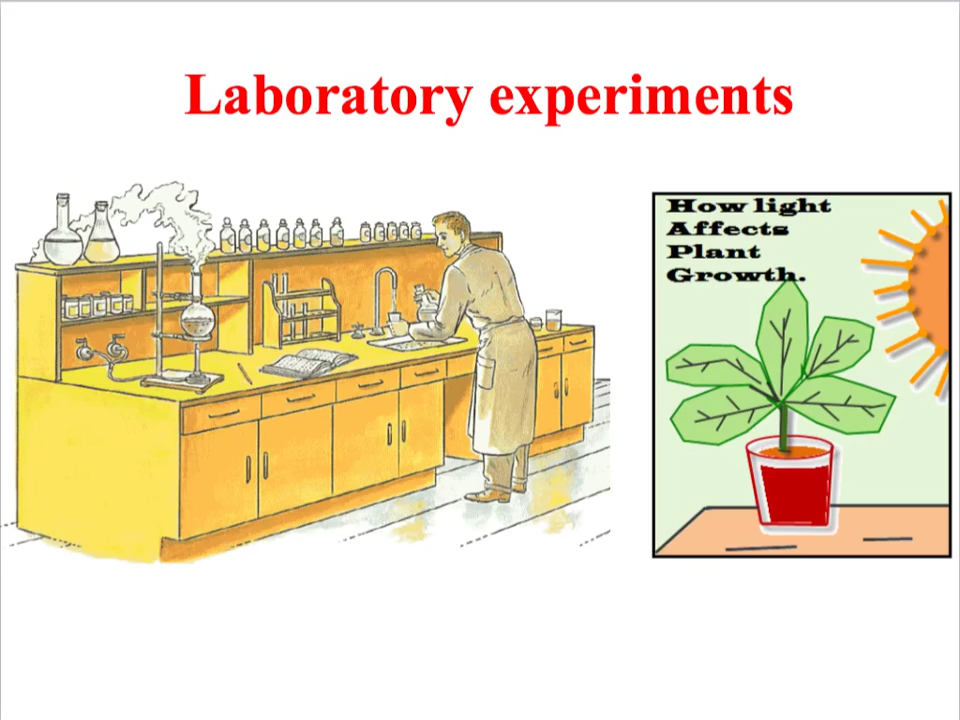 Laboratory experiments
How light
Affects
Plant
Growth.